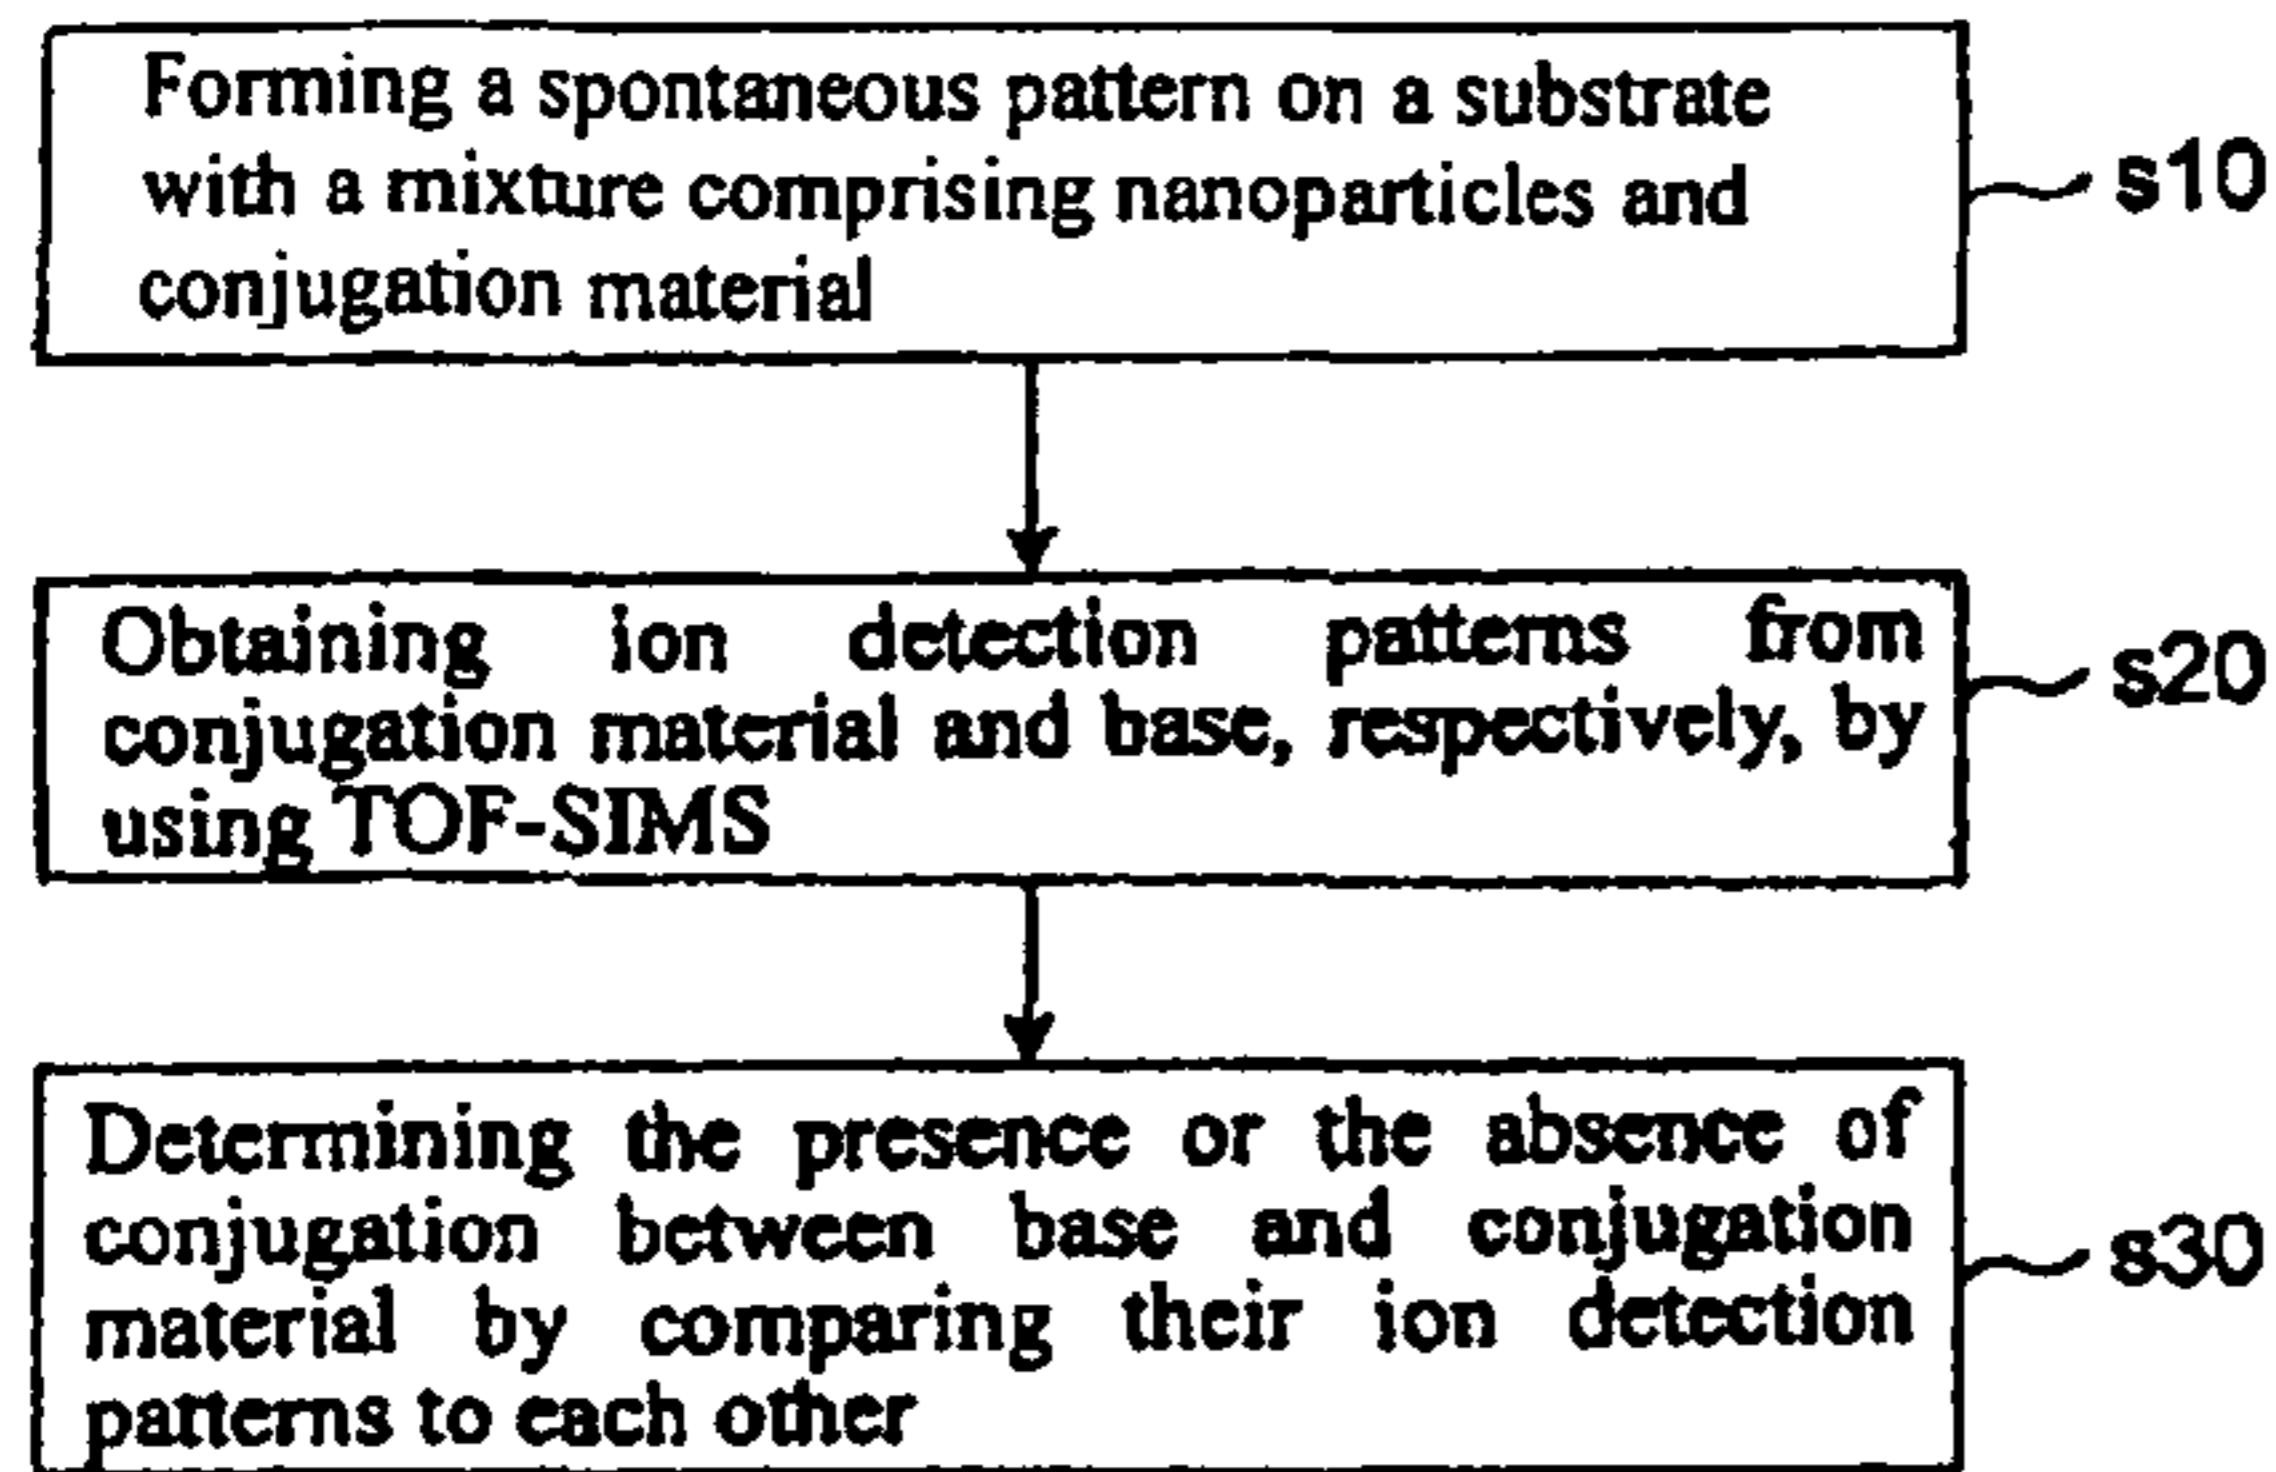 Forming a spontaneous pattern on a substrate
with a mixture comprising nanoparticles and
conjugation material
s10
Obtaining ion detection patterns from
conjugation material and base, respectively, by
using TOF-SIMS
s20
Determining the presence or the absence of
conjugation between base and conjugation
material by comparing their ion detection
patterns to each other
s30